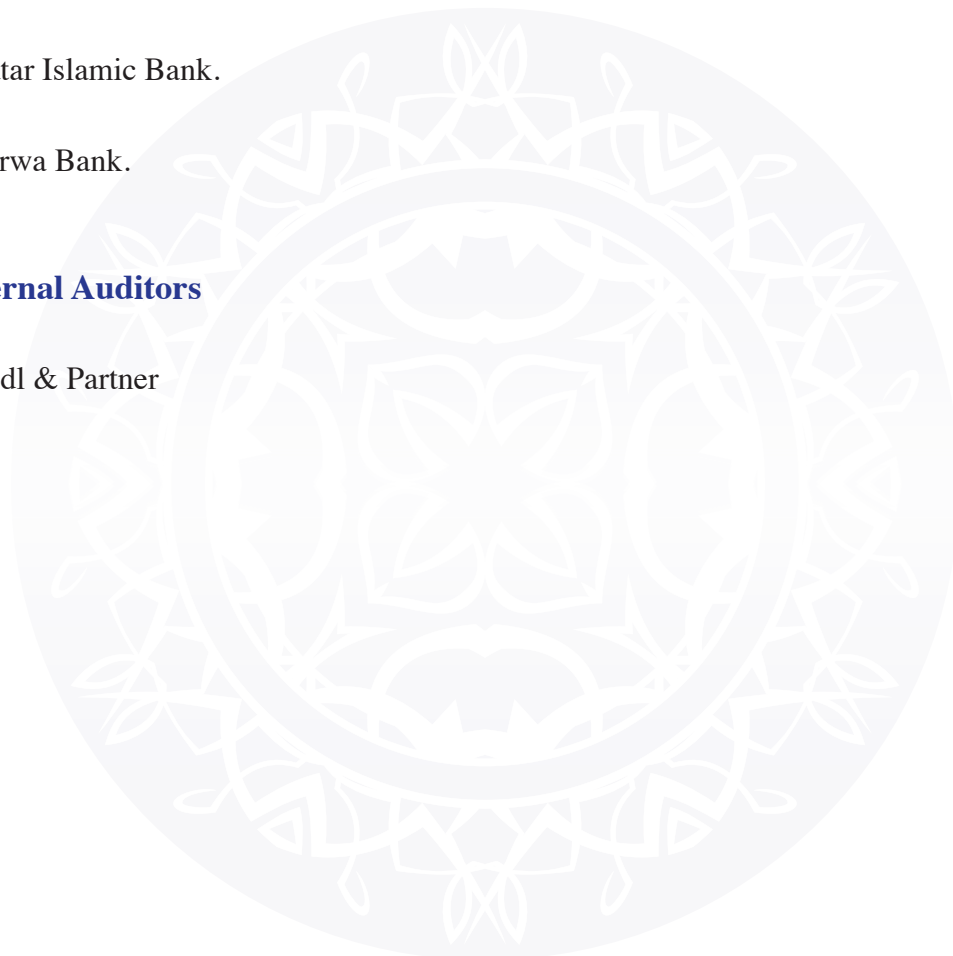 tar Islamic Bank.
rwa Bank.
ernal Auditors
dl & Partner